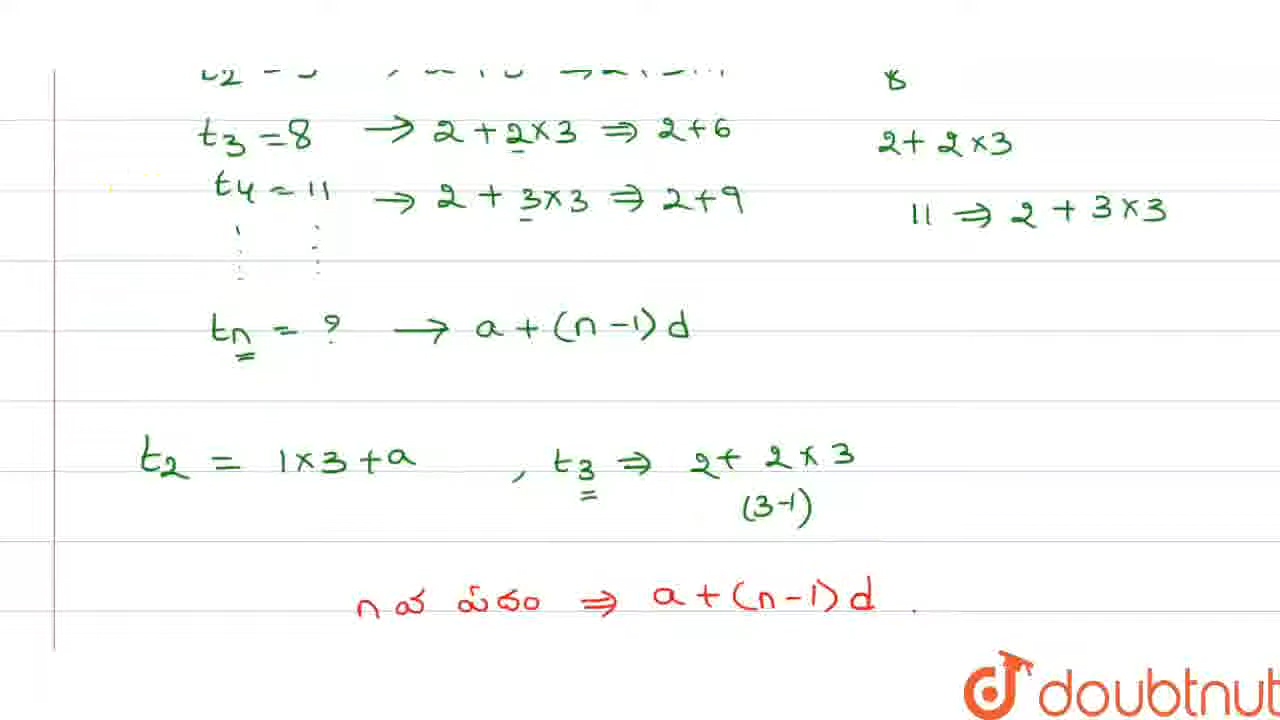 t3 = 8 → 2 + 2×3 ⇒ 2+6
2+ 2×3
t4 = 11 → 2 + 3×3 ⇒ 2+9
11 ⇒ 2 + 3×3
tn = ? → a + (n-1)d
t2 = 1×3+a , t3 ⇒ 2+ 2×3
(3-1)
n వ పదం ⇒ a + (n-1)d .
doubtnut